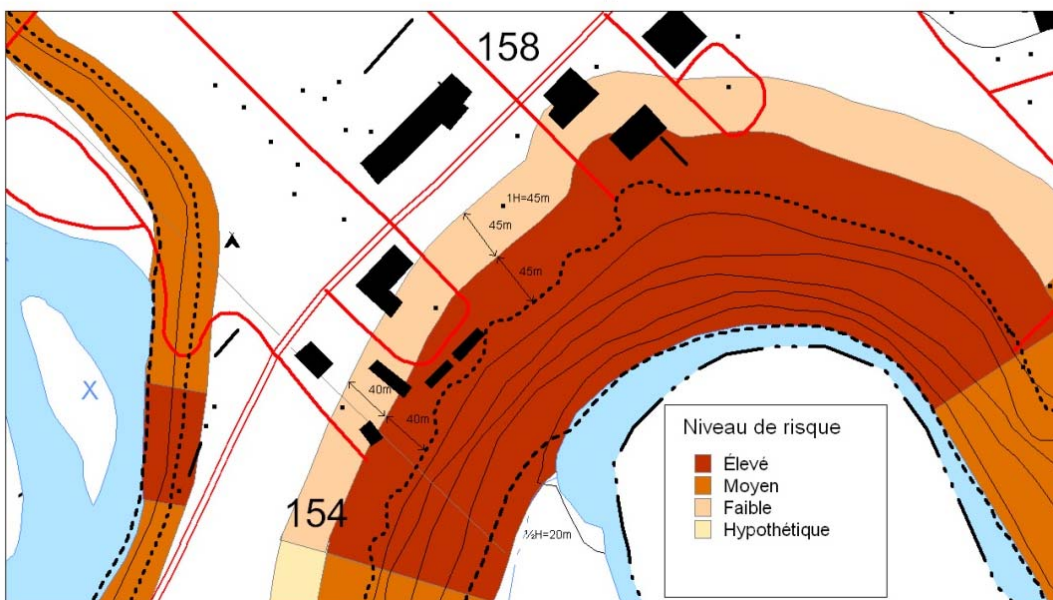 158
1H=45m
45m
45m
40m
40m
154
½H=20m
X
Niveau de risque
Élevé
Moyen
Faible
Hypothétique